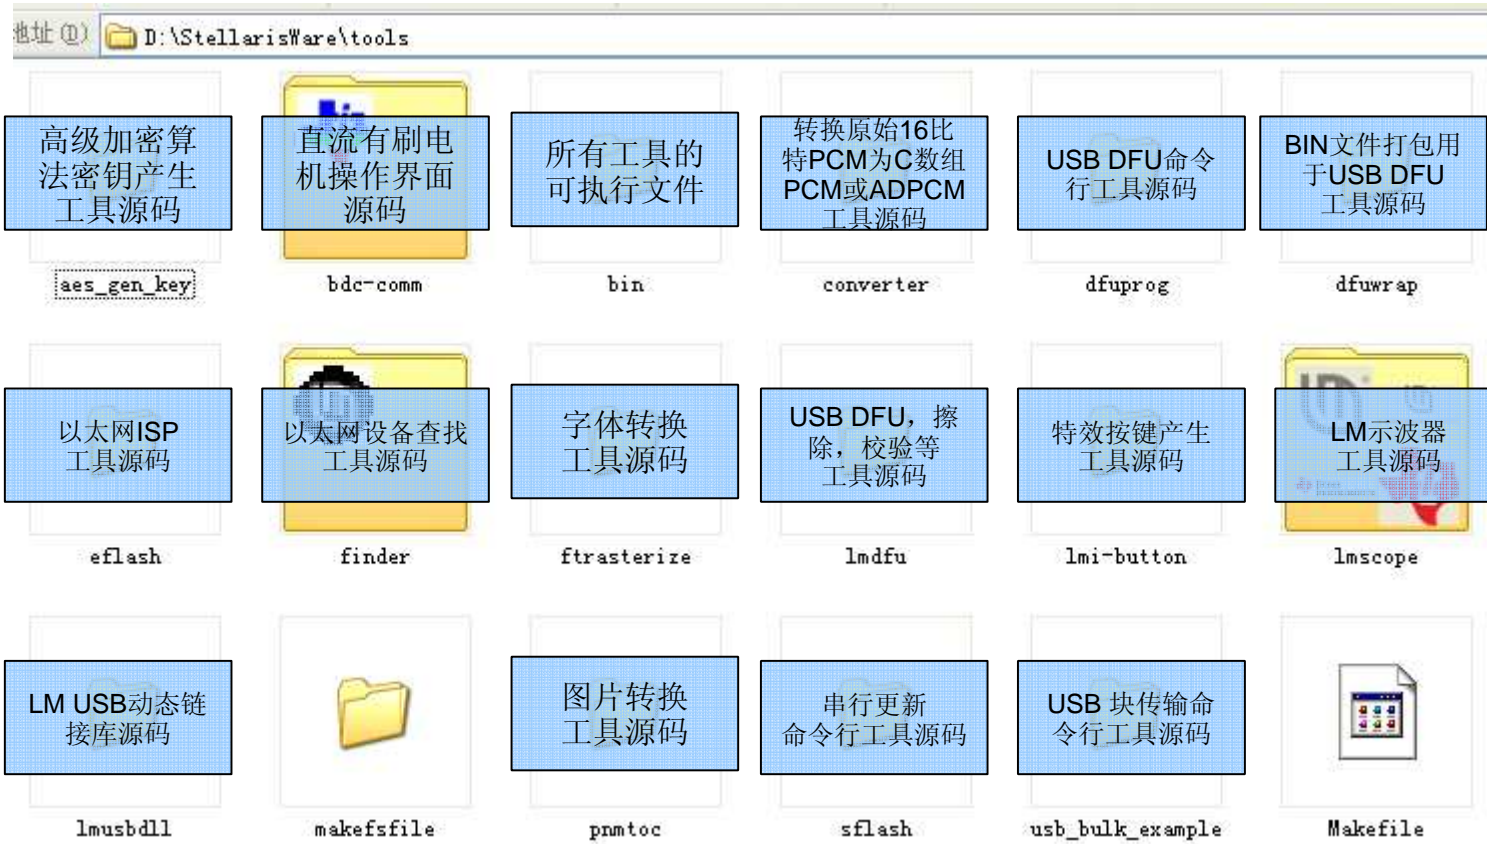 地址(D) D:\StellarisWare\tools
高级加密算
法密钥产生
工具源码
直流有刷电
机操作界面
源码
所有工具的
可执行文件
转换原始16比
特PCM为C数组
PCM或ADPCM
工具源码
USB DFU命令
行工具源码
BIN文件打包用
于USB DFU
工具源码
aes_gen_key
bdc-comm
bin
converter
dfuprog
dfuwrap
以太网ISP
工具源码
以太网设备查找
工具源码
字体转换
工具源码
USB DFU，擦
除，校验等
工具源码
特效按键产生
工具源码
LM示波器
工具源码
eflash
finder
ftrasterize
lmdfu
lmi-button
lmscope
LM USB动态链
接库源码
图片转换
工具源码
串行更新
命令行工具源码
USB 块传输命
令行工具源码
lmusbdll
makefsfile
pnmtoc
sflash
usb_bulk_example
Makefile